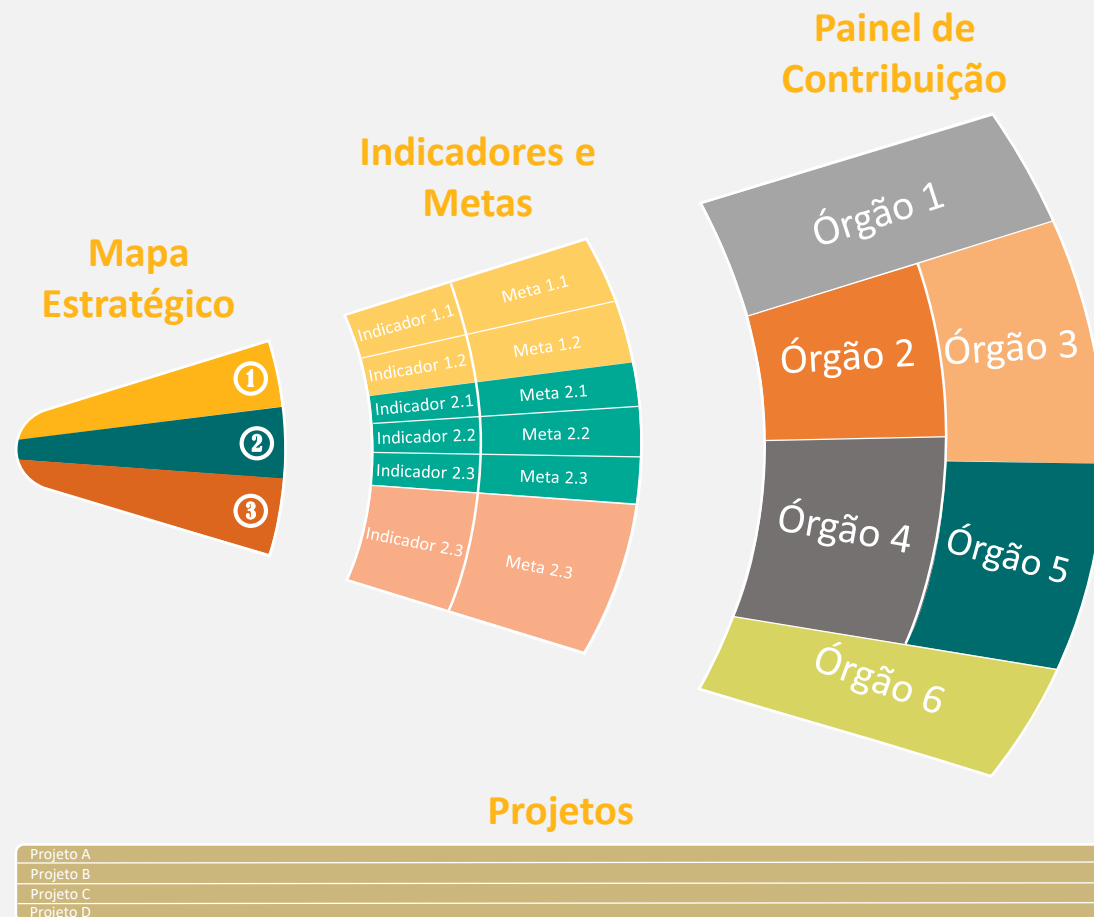 Painel de
Contribuição
Indicadores e
Metas
Mapa
Estratégico
1
2
3
Indicador 1.1
Meta 1.1
Indicador 1.2
Meta 1.2
Indicador 2.1
Meta 2.1
Indicador 2.2
Meta 2.2
Indicador 2.3
Meta 2.3
Indicador 2.3
Meta 2.3
Órgão 1
Órgão 2
Órgão 3
Órgão 4
Órgão 5
Órgão 6
Projetos
Projeto A
Projeto B
Projeto C
Projeto D